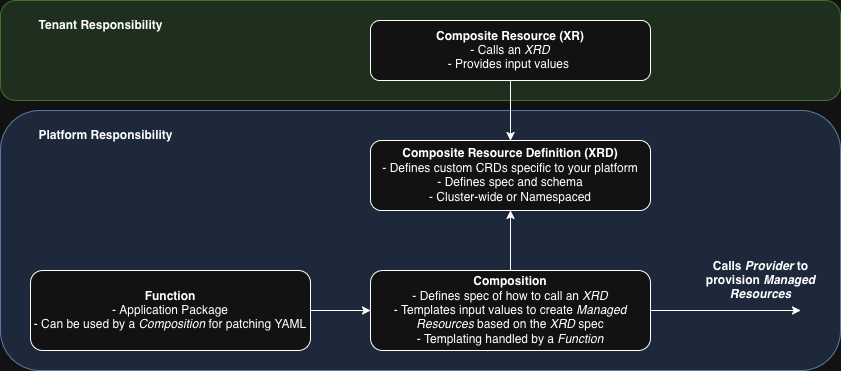 Tenant Responsibility
Composite Resource (XR)
- Calls an XRD
- Provides input values
Platform Responsibility
Composite Resource Definition (XRD)
- Defines custom CRDs specific to your platform
- Defines spec and schema
- Cluster-wide or Namespaced
Function
- Application Package
- Can be used by a Composition for patching YAML
Composition
- Defines spec of how to call an XRD
- Templates input values to create Managed
Resources based on the XRD spec
- Templating handled by a Function
Calls Provider to
provision Managed
Resources